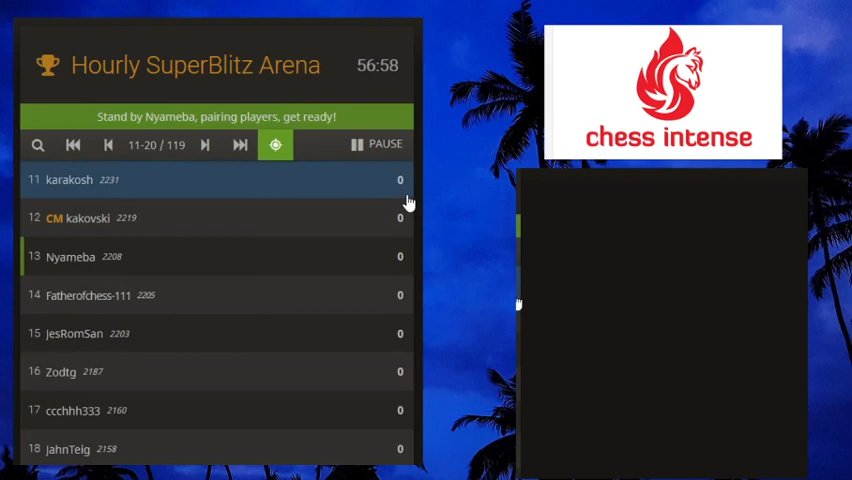 Hourly SuperBlitz Arena 56:58
Stand by Nyameba, pairing players, get ready!
11-20 / 119 PAUSE
11 karakosh 2231 0
12 CM kakovski 2219 0
13 Nyameba 2208 0
14 Fatherofchess-111 2205 0
15 JesRomSan 2203 0
16 Zodtg 2187 0
17 ccchhh333 2160 0
18 JahnTeig 2158 0
chess intense